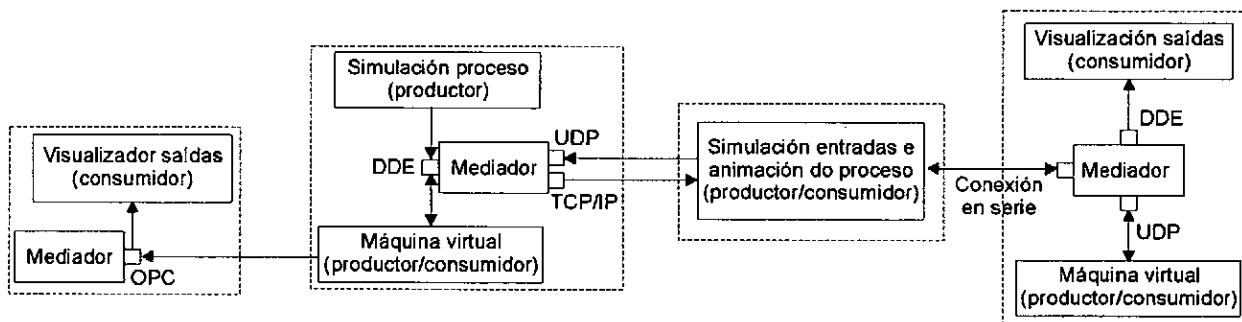 Visualizador saídas
(consumidor)
Mediador
OPC
Simulación proceso
(productor)
DDE
Mediador
UDP
TCP/IP
Máquina virtual
(productor/consumidor)
Simulación entradas e
animación do proceso
(productor/consumidor)
Conexión
en serie
Visualización saídas
(consumidor)
DDE
Mediador
UDP
Máquina virtual
(productor/consumidor)